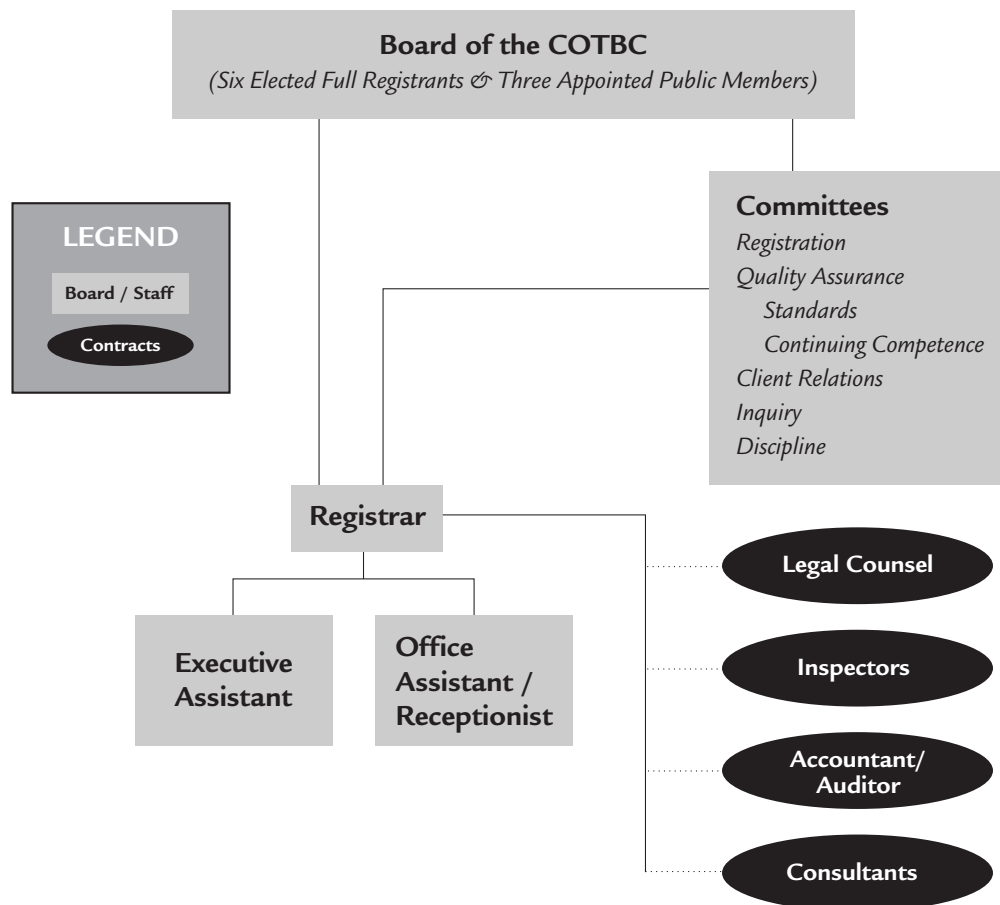 Board of the COTBC
(Six Elected Full Registrants & Three Appointed Public Members)
LEGEND
Board / Staff
Contracts
Committees
Registration
Quality Assurance
Standards
Continuing Competence
Client Relations
Inquiry
Discipline
Registrar
Executive
Assistant
Office
Assistant /
Receptionist
Legal Counsel
Inspectors
Accountant/
Auditor
Consultants